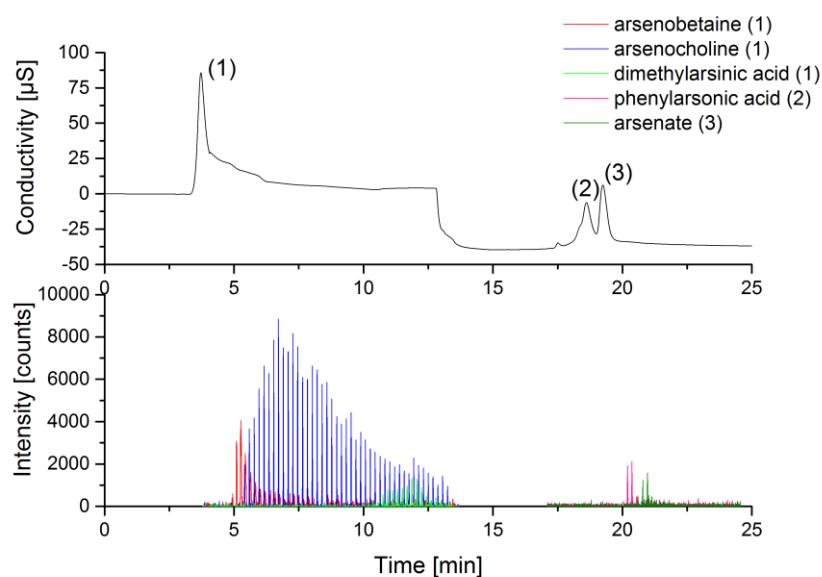 arsenobetaine (1)
arsenocholine (1)
dimethylarsinic acid (1)
phenylarsonic acid (2)
arsenate (3)
Conductivity [µS]
100
75
50
25
0
-25
-50
(1)
(2)
(3)
0 5 10 15 20 25
Intensity [counts]
10000
8000
6000
4000
2000
0
0 5 10 15 20 25
Time [min]